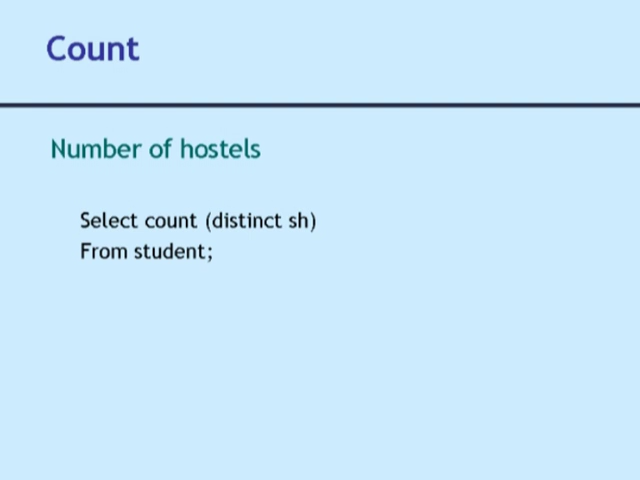 Count
Number of hostels
Select count (distinct sh)
From student;